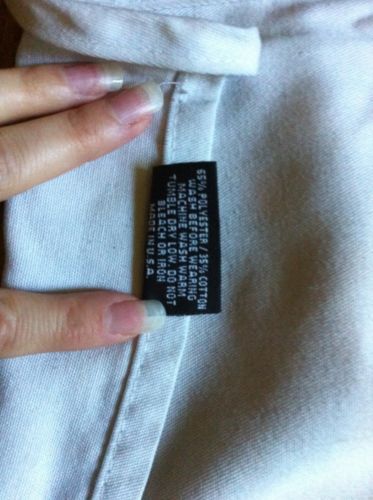 65% POLYESTER / 35% COTTON
WASH BEFORE WEARING
MACHINE WASH WARM
TUMBLE DRY LOW. DO NOT
BLEACH OR IRON
MADE IN U.S.A